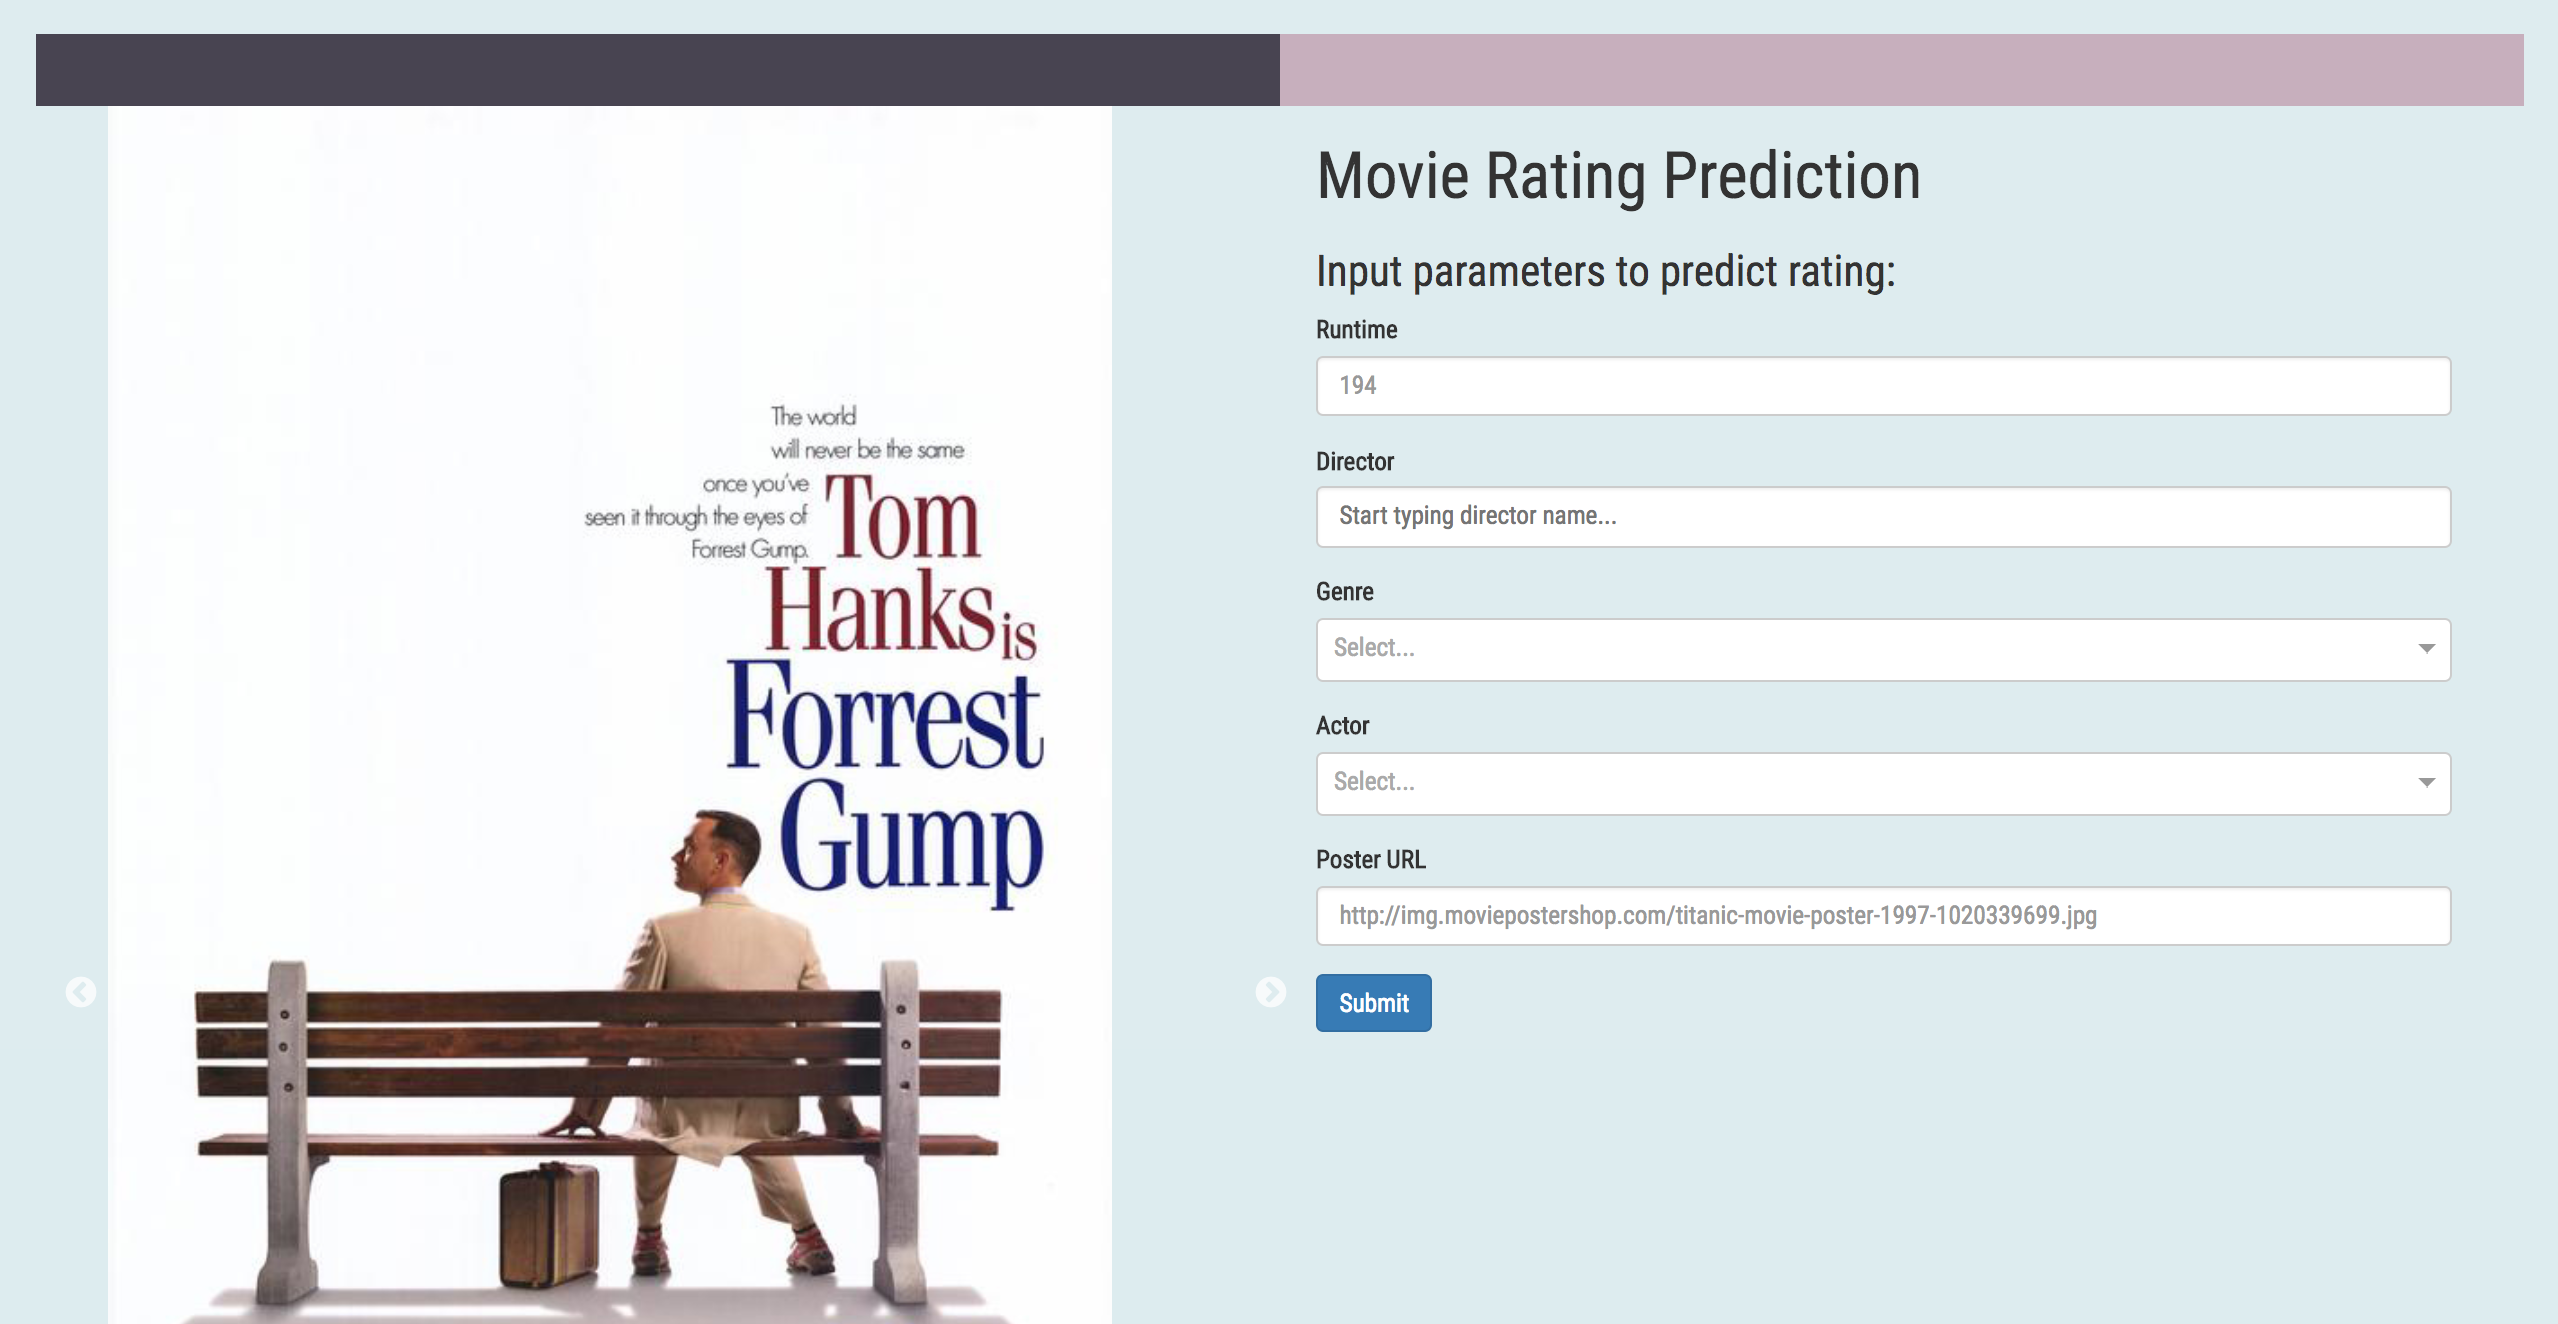 The world
will never be the same
once you've
seen it through the eyes of
Forrest Gump.
Tom
Hanks is
Forrest
Gump
Movie Rating Prediction
Input parameters to predict rating:
Runtime
194
Director
Start typing director name...
Genre
Select...
Actor
Select...
Poster URL
http://img.moviepostershop.com/titanic-movie-poster-1997-1020339699.jpg
Submit